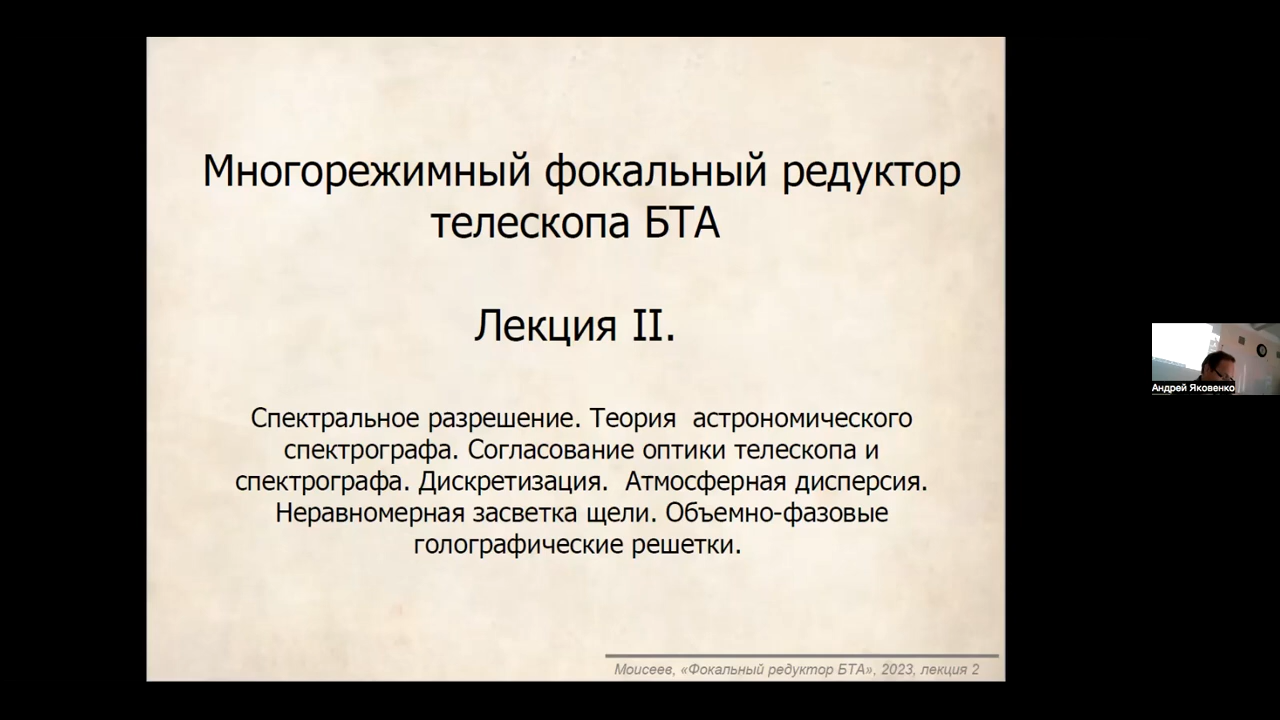 Многорежимный фокальный редуктор
телескопа БТА
Лекция II.
Спектральное разрешение. Теория астрономического
спектрографа. Согласование оптики телескопа и
спектрографа. Дискретизация. Атмосферная дисперсия.
Неравномерная засветка щели. Объемно-фазовые
голографические решетки.
Моисеев, «Фокальный редуктор БТА», 2023, лекция 2
Андрей Яковенко